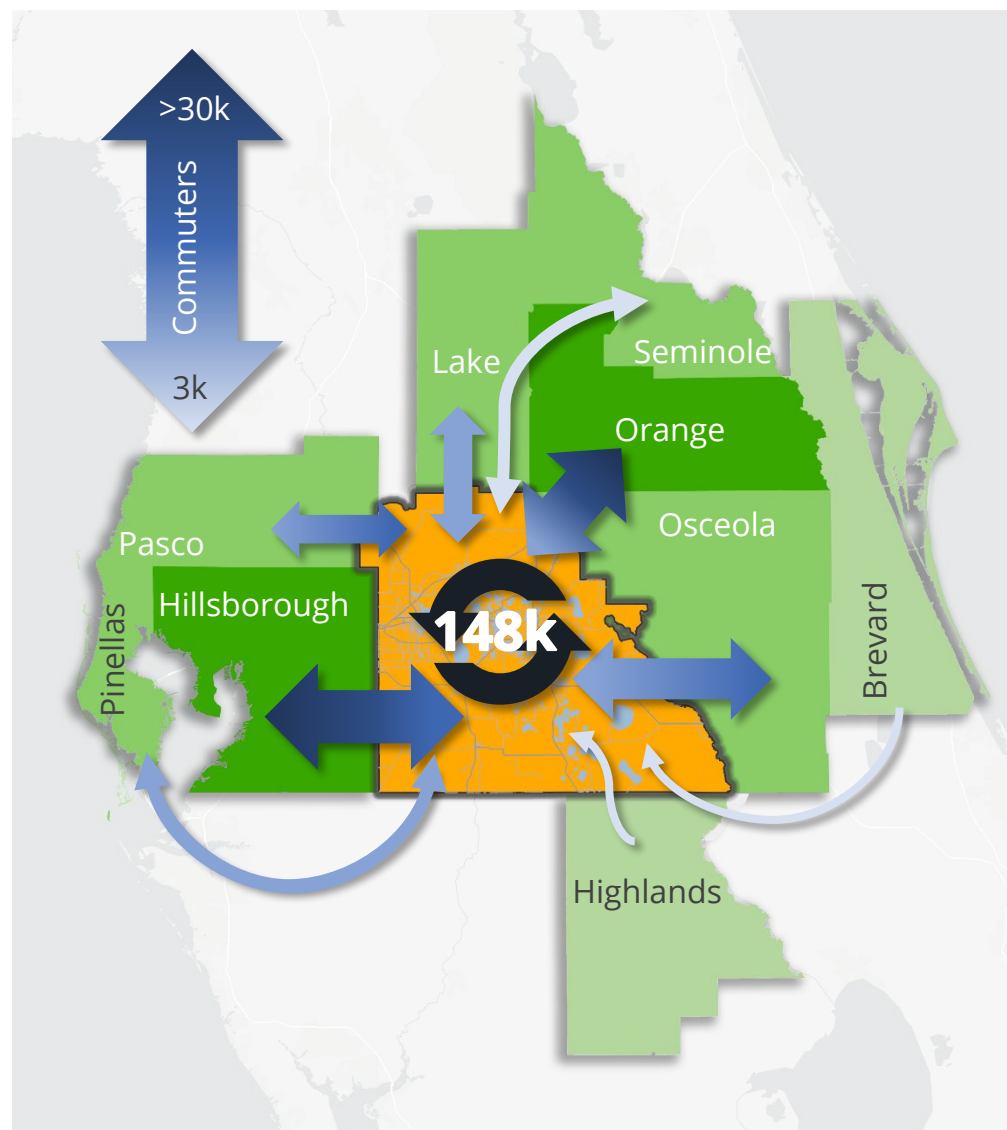 >30k
Commuters
3k
Lake
Seminole
Orange
Osceola
Pasco
Hillsborough
Pinellas
148k
Brevard
Highlands